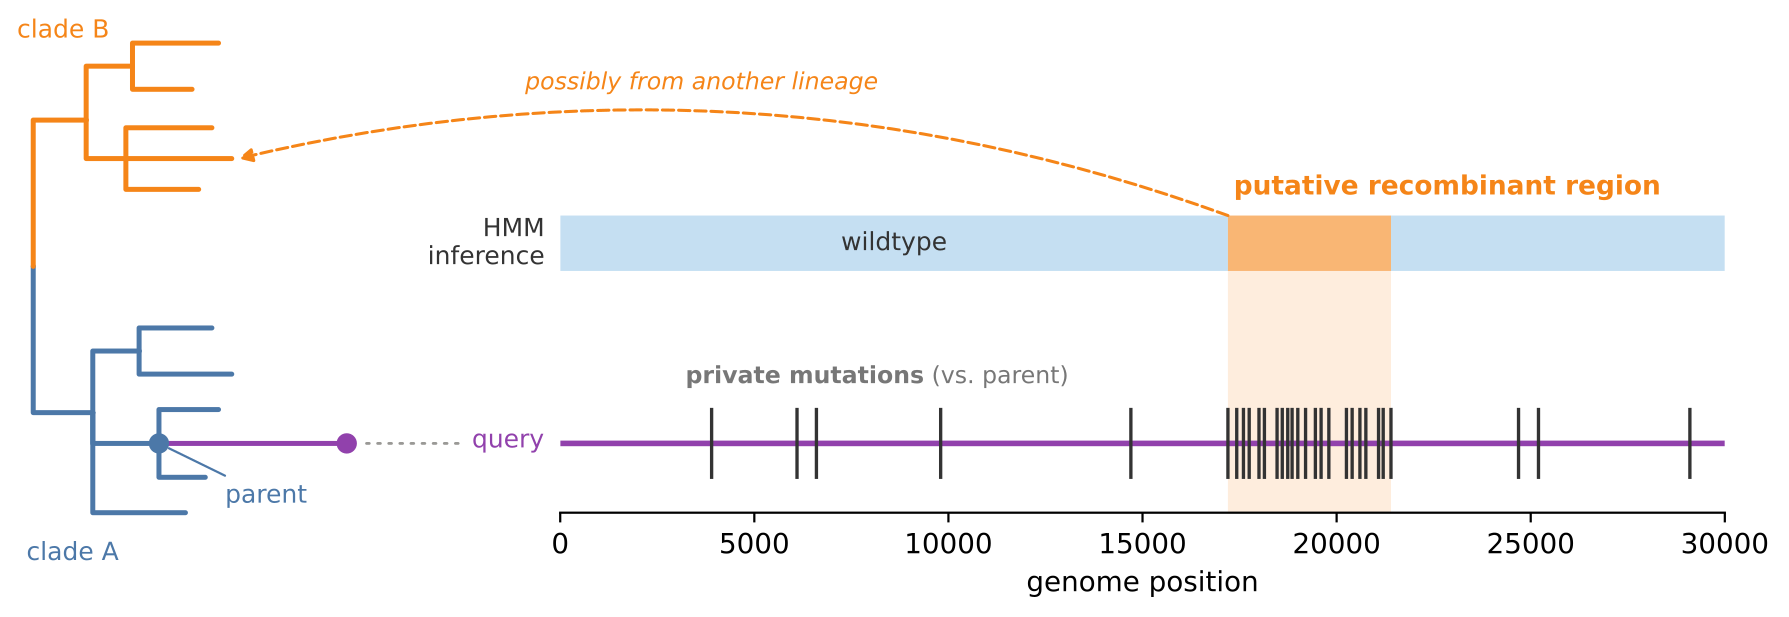 clade B
possibly from another lineage
putative recombinant region
HMM
inference
wildtype
private mutations (vs. parent)
query
parent
clade A
0 5000 10000 15000 20000 25000 30000
genome position